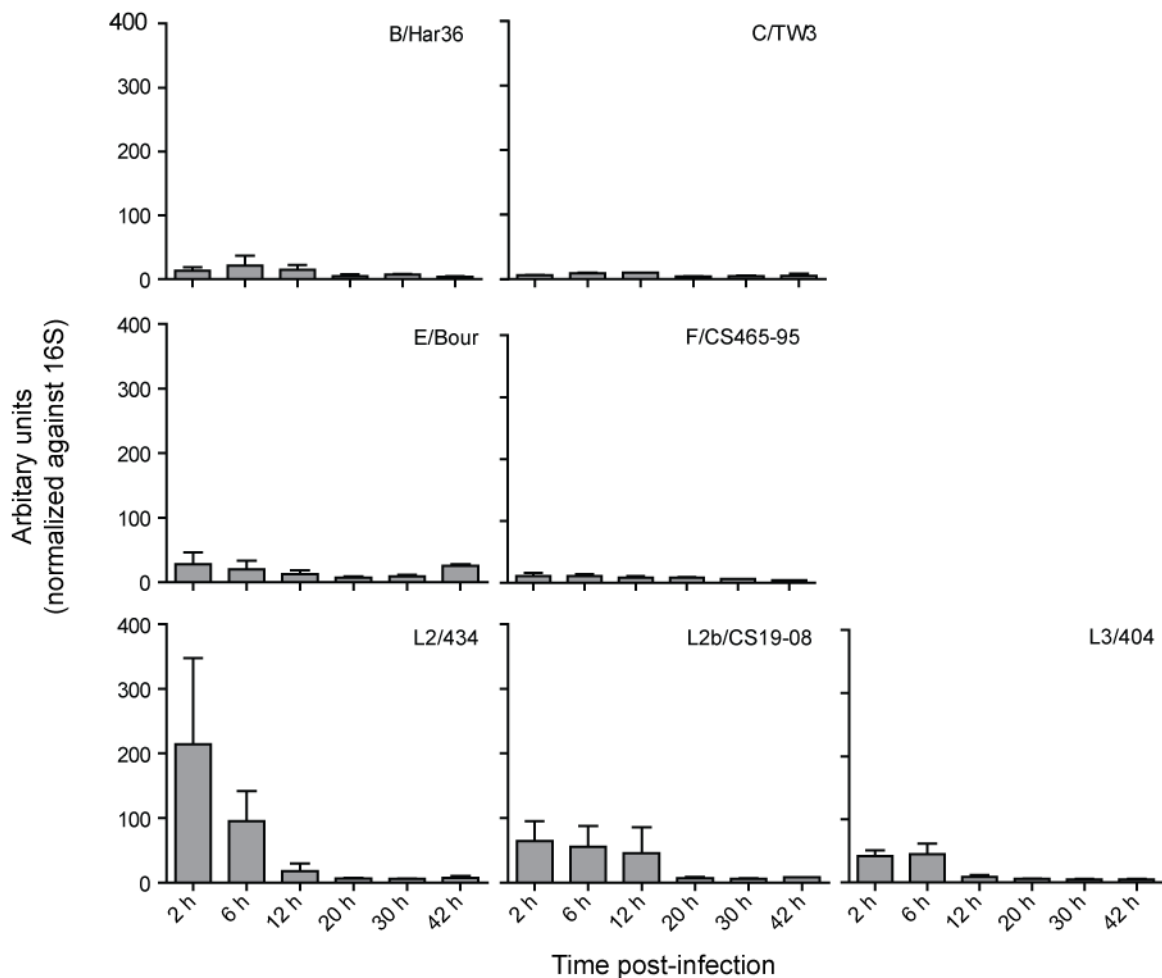 400
300
200
100
0
B/Har36
C/TW3
400
300
200
100
0
E/Bour
F/CS465-95
400
300
200
100
0
L2/434
L2b/CS19-08
L3/404
Arbitary units
(normalized against 16S)
2 h 6 h 12 h 20 h 30 h 42 h
2 h 6 h 12 h 20 h 30 h 42 h
2 h 6 h 12 h 20 h 30 h 42 h
Time post-infection